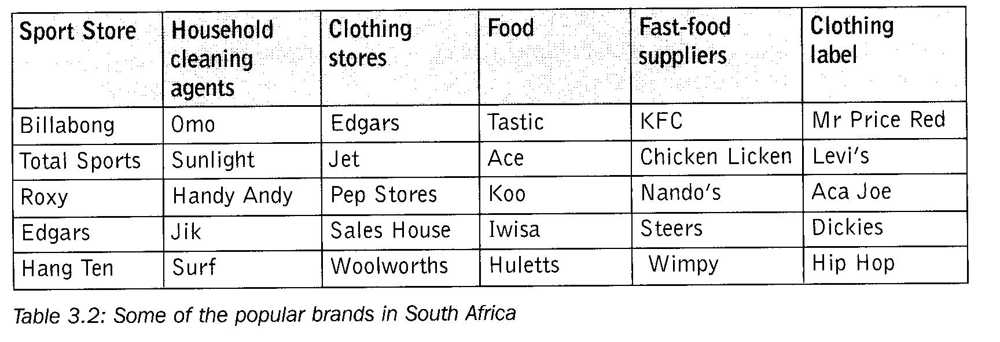 Sport Store Household cleaning agents Clothing stores Food Fast-food suppliers Clothing label
Billabong Omo Edgars Tastic KFC Mr Price Red
Total Sports Sunlight Jet Ace Chicken Licken Levi's
Roxy Handy Andy Pep Stores Koo Nando's Aca Joe
Edgars Jik Sales House Iwisa Steers Dickies
Hang Ten Surf Woolworths Huletts Wimpy Hip Hop
Table 3.2: Some of the popular brands in South Africa